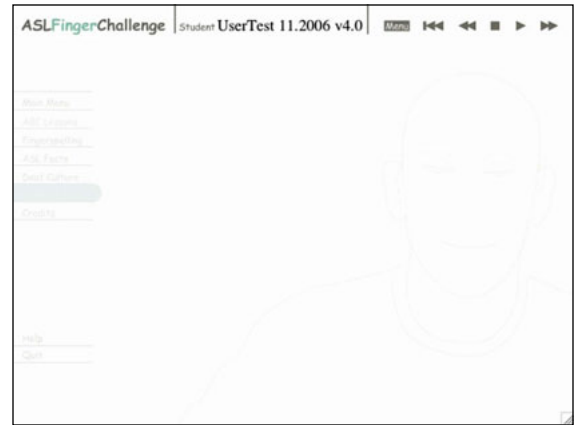 ASLFingerChallenge Student UserTest 11.2006 v4.0 Menu
Main Menu
ABC Lessons
Fingerspelling
ASL Facts
Deaf Culture
Credits
Help
Quit